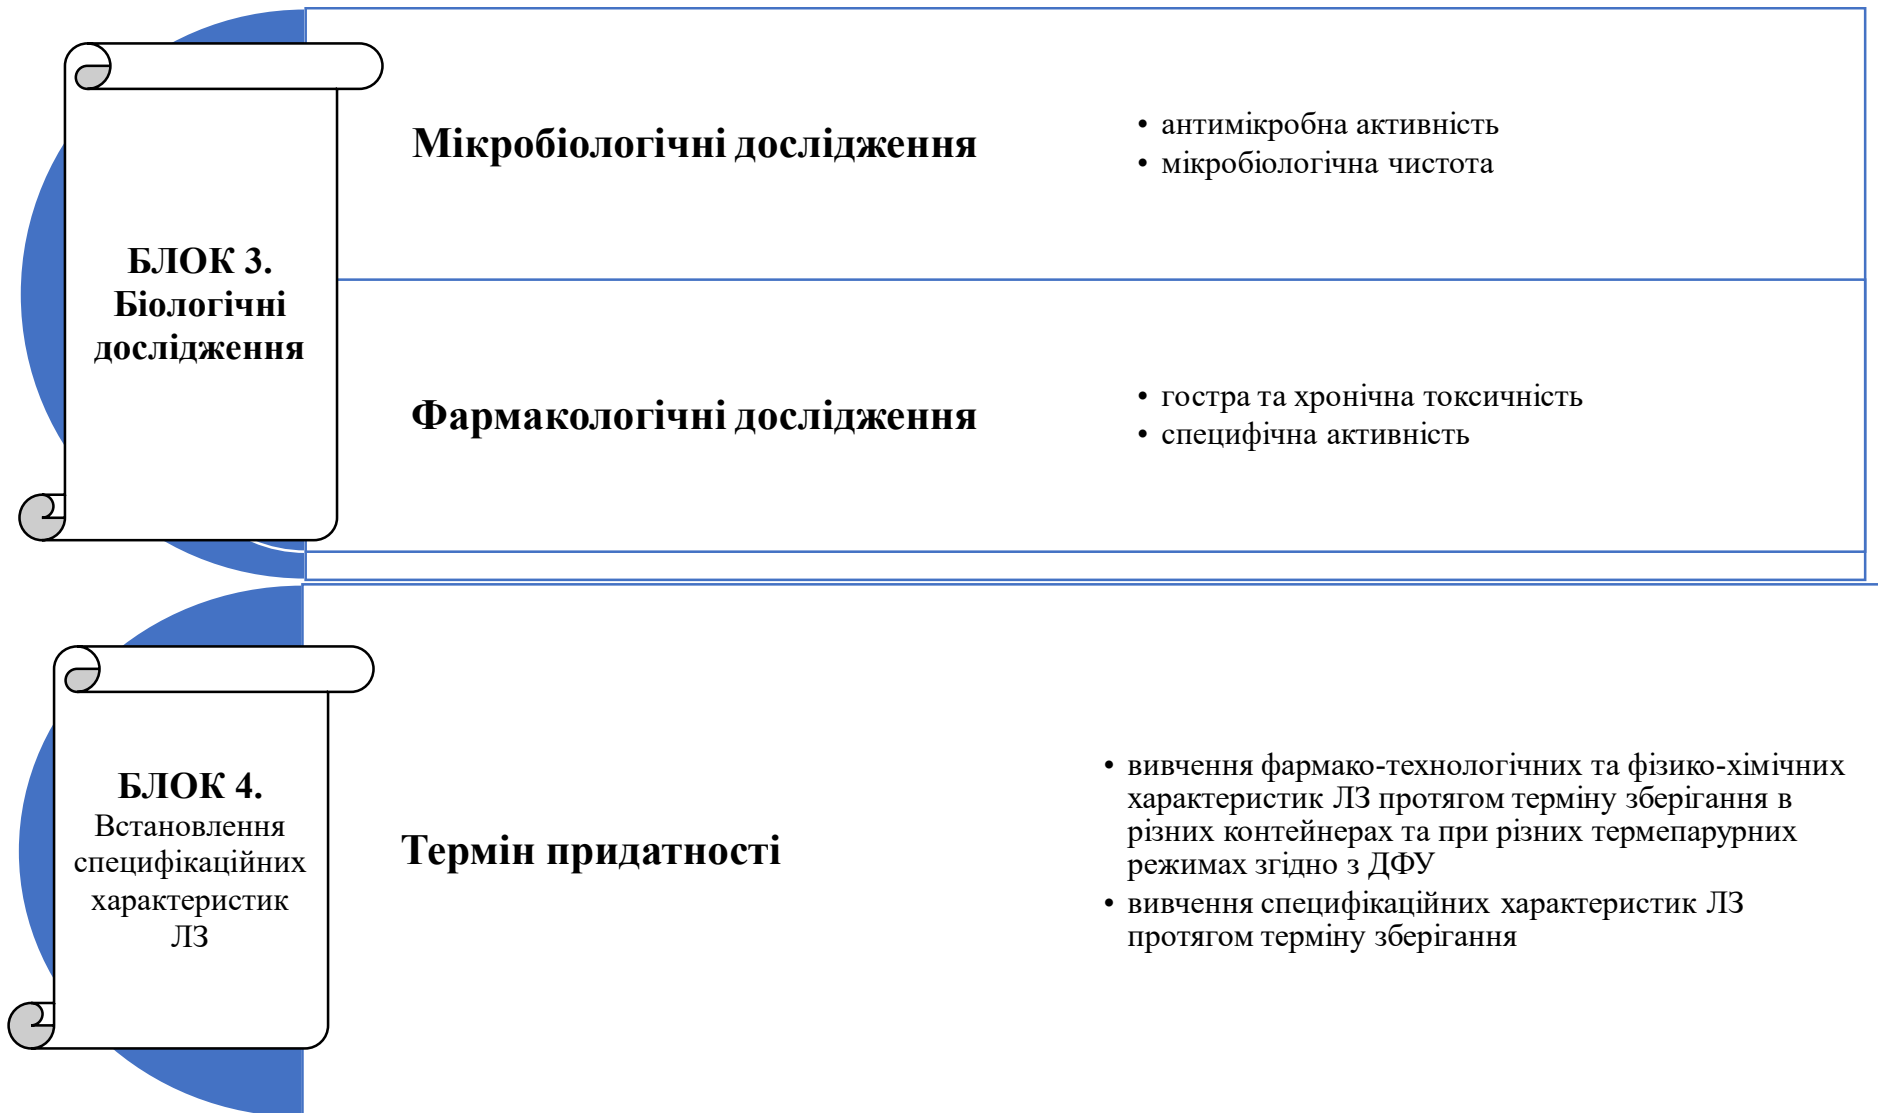 БЛОК 3.
Біологічні
дослідження
Мікробіологічні дослідження
• антимікробна активність
• мікробіологічна чистота
Фармакологічні дослідження
• гостра та хронічна токсичність
• специфічна активність
БЛОК 4.
Встановлення
специфікаційних
характеристик
ЛЗ
Термін придатності
• вивчення фармако-технологічних та фізико-хімічних
характеристик ЛЗ протягом терміну зберігання в
різних контейнерах та при різних термепарурних
режимах згідно з ДФУ
• вивчення специфікаційних характеристик ЛЗ
протягом терміну зберігання